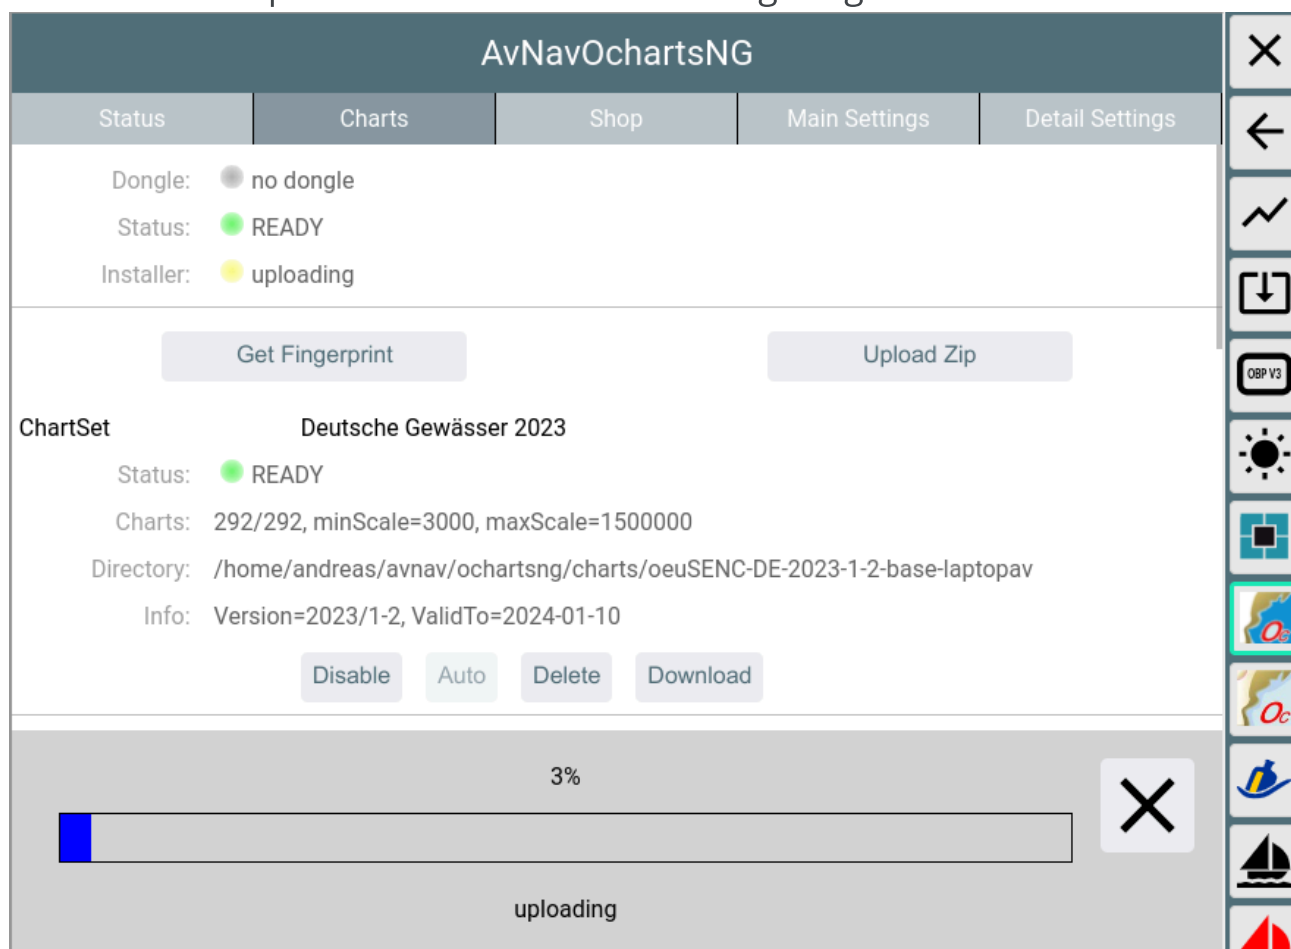 AvNavOchartsNG
Status Charts Shop Main Settings Detail Settings
Dongle: no dongle
Status: READY
Installer: uploading
Get Fingerprint Upload Zip
OBP V3
ChartSet Deutsche Gewässer 2023
Status: READY
Charts: 292/292, minScale=3000, maxScale=1500000
Directory: /home/andreas/avnav/ochartsng/charts/oeuSENC-DE-2023-1-2-base-laptopav
Info: Version=2023/1-2, ValidTo=2024-01-10
Disable Auto Delete Download
3%
uploading